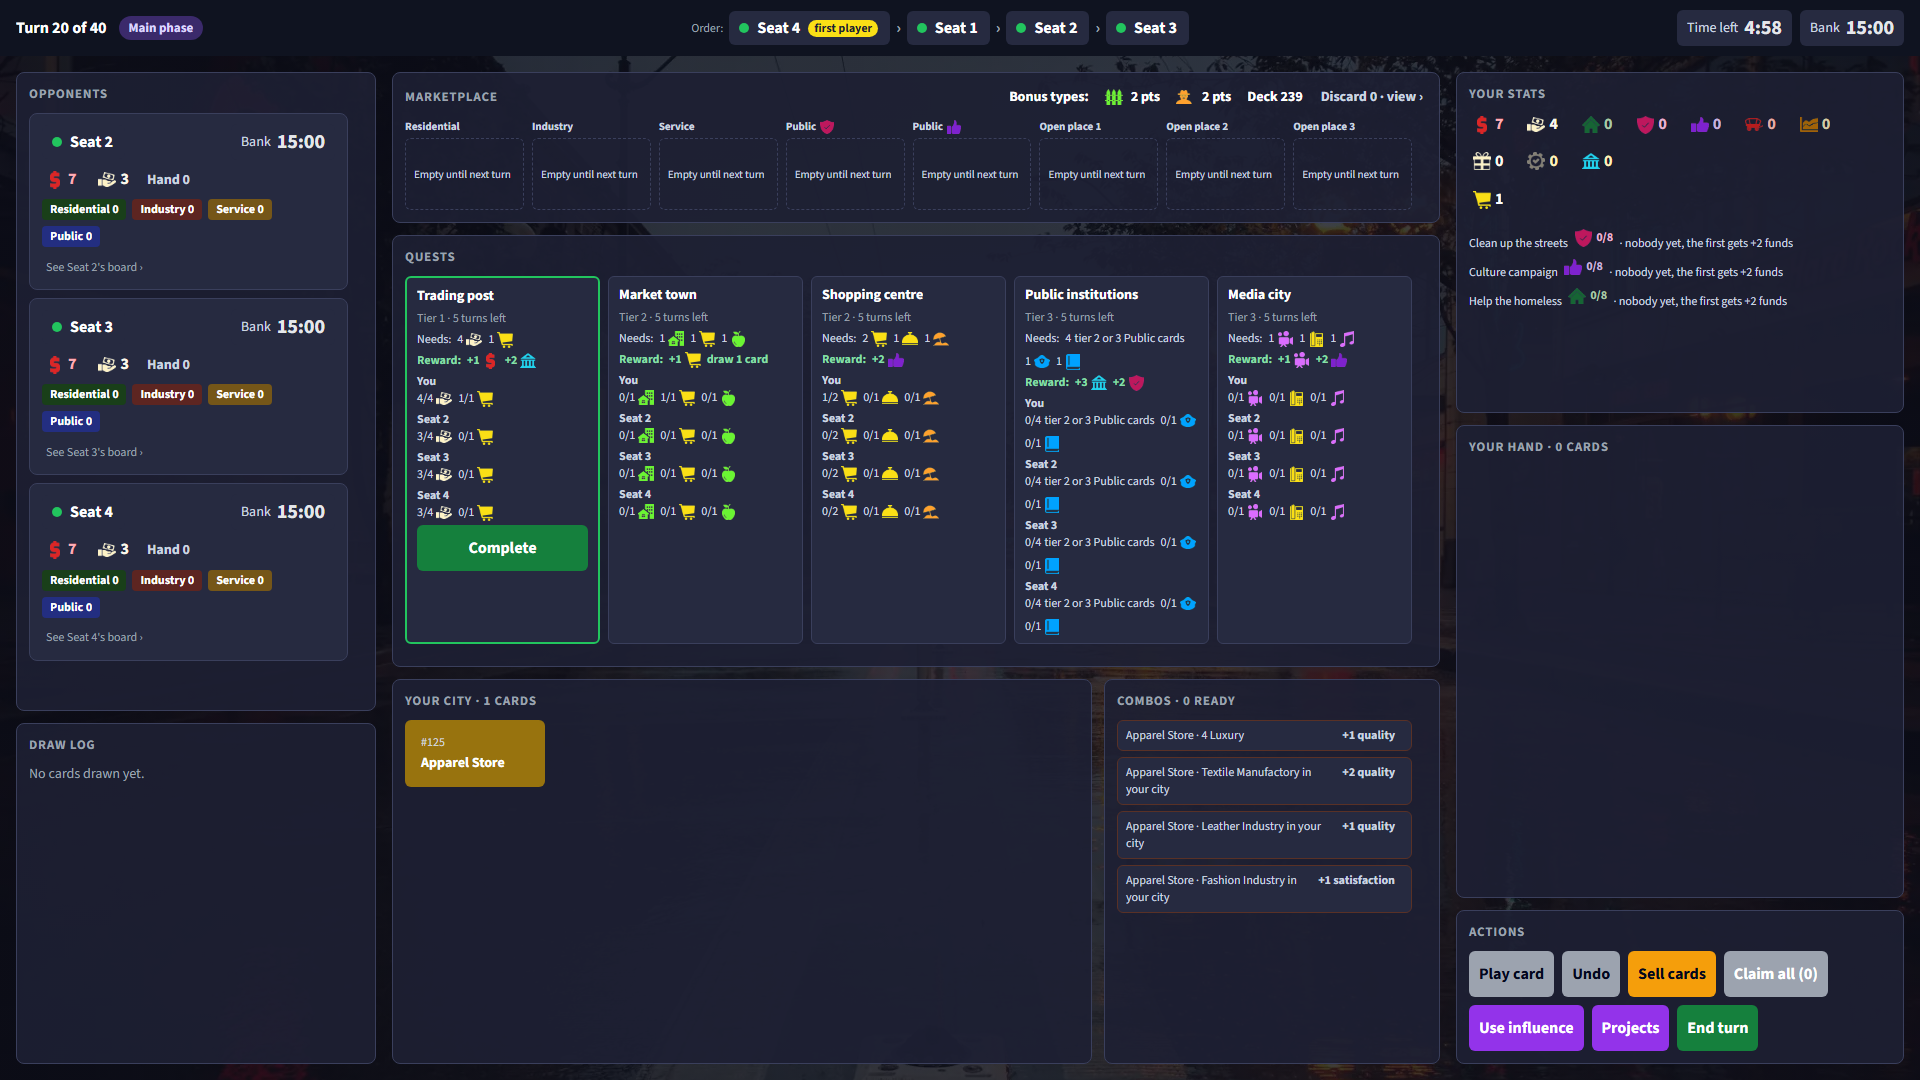 Turn 20 of 40 Main phase
Order: Seat 4 first player › Seat 1 › Seat 2 › Seat 3
Time left 4:58 Bank 15:00
OPPONENTS
Seat 2 Bank 15:00
7 3 Hand 0
Residential 0 Industry 0 Service 0
Public 0
See Seat 2's board ›
Seat 3 Bank 15:00
7 3 Hand 0
Residential 0 Industry 0 Service 0
Public 0
See Seat 3's board ›
Seat 4 Bank 15:00
7 3 Hand 0
Residential 0 Industry 0 Service 0
Public 0
See Seat 4's board ›
DRAW LOG
No cards drawn yet.
MARKETPLACE
Bonus types: 2 pts 2 pts Deck 239 Discard 0 · view ›
Residential Industry Service Public Public Open place 1 Open place 2 Open place 3
Empty until next turn Empty until next turn Empty until next turn Empty until next turn Empty until next turn Empty until next turn Empty until next turn Empty until next turn
QUESTS
Trading post
Tier 1 · 5 turns left
Needs: 4 1
Reward: +1 +2
You
4/4 1/1
Seat 2
3/4 0/1
Seat 3
3/4 0/1
Seat 4
3/4 0/1
Complete
Market town
Tier 2 · 5 turns left
Needs: 1 1 1
Reward: +1 draw 1 card
You
0/1 1/1 0/1
Seat 2
0/1 0/1 0/1
Seat 3
0/1 0/1 0/1
Seat 4
0/1 0/1 0/1
Shopping centre
Tier 2 · 5 turns left
Needs: 2 1 1
Reward: +2
You
1/2 0/1 0/1
Seat 2
0/2 0/1 0/1
Seat 3
0/2 0/1 0/1
Seat 4
0/2 0/1 0/1
Public institutions
Tier 3 · 5 turns left
Needs: 4 tier 2 or 3 Public cards
1 1
Reward: +3 +2
You
0/4 tier 2 or 3 Public cards 0/1
0/1
Seat 2
0/4 tier 2 or 3 Public cards 0/1
0/1
Seat 3
0/4 tier 2 or 3 Public cards 0/1
0/1
Seat 4
0/4 tier 2 or 3 Public cards 0/1
0/1
Media city
Tier 3 · 5 turns left
Needs: 1 1 1
Reward: +1 +2
You
0/1 0/1 0/1
Seat 2
0/1 0/1 0/1
Seat 3
0/1 0/1 0/1
Seat 4
0/1 0/1 0/1
YOUR CITY · 1 CARDS
#125
Apparel Store
COMBOS · 0 READY
Apparel Store · 4 Luxury +1 quality
Apparel Store · Textile Manufactory in +2 quality
your city
Apparel Store · Leather Industry in your +1 quality
city
Apparel Store · Fashion Industry in +1 satisfaction
your city
YOUR STATS
7 4 0 0 0 0 0
0 0 0
1
Clean up the streets 0/8 · nobody yet, the first gets +2 funds
Culture campaign 0/8 · nobody yet, the first gets +2 funds
Help the homeless 0/8 · nobody yet, the first gets +2 funds
YOUR HAND · 0 CARDS
ACTIONS
Play card Undo Sell cards Claim all (0)
Use influence Projects End turn